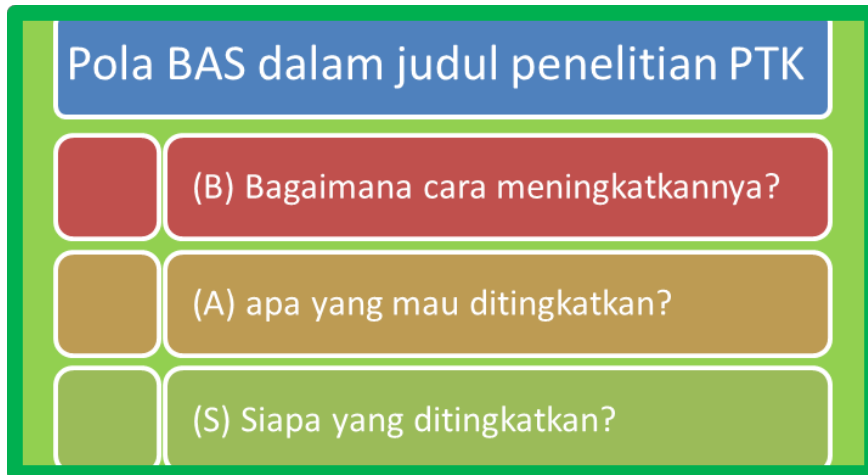 Pola BAS dalam judul penelitian PTK
(B) Bagaimana cara meningkatkannya?
(A) apa yang mau ditingkatkan?
(S) Siapa yang ditingkatkan?